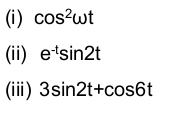 (i) cos²ωt
(ii) e⁻ᵗsin2t
(iii) 3sin2t+cos6t